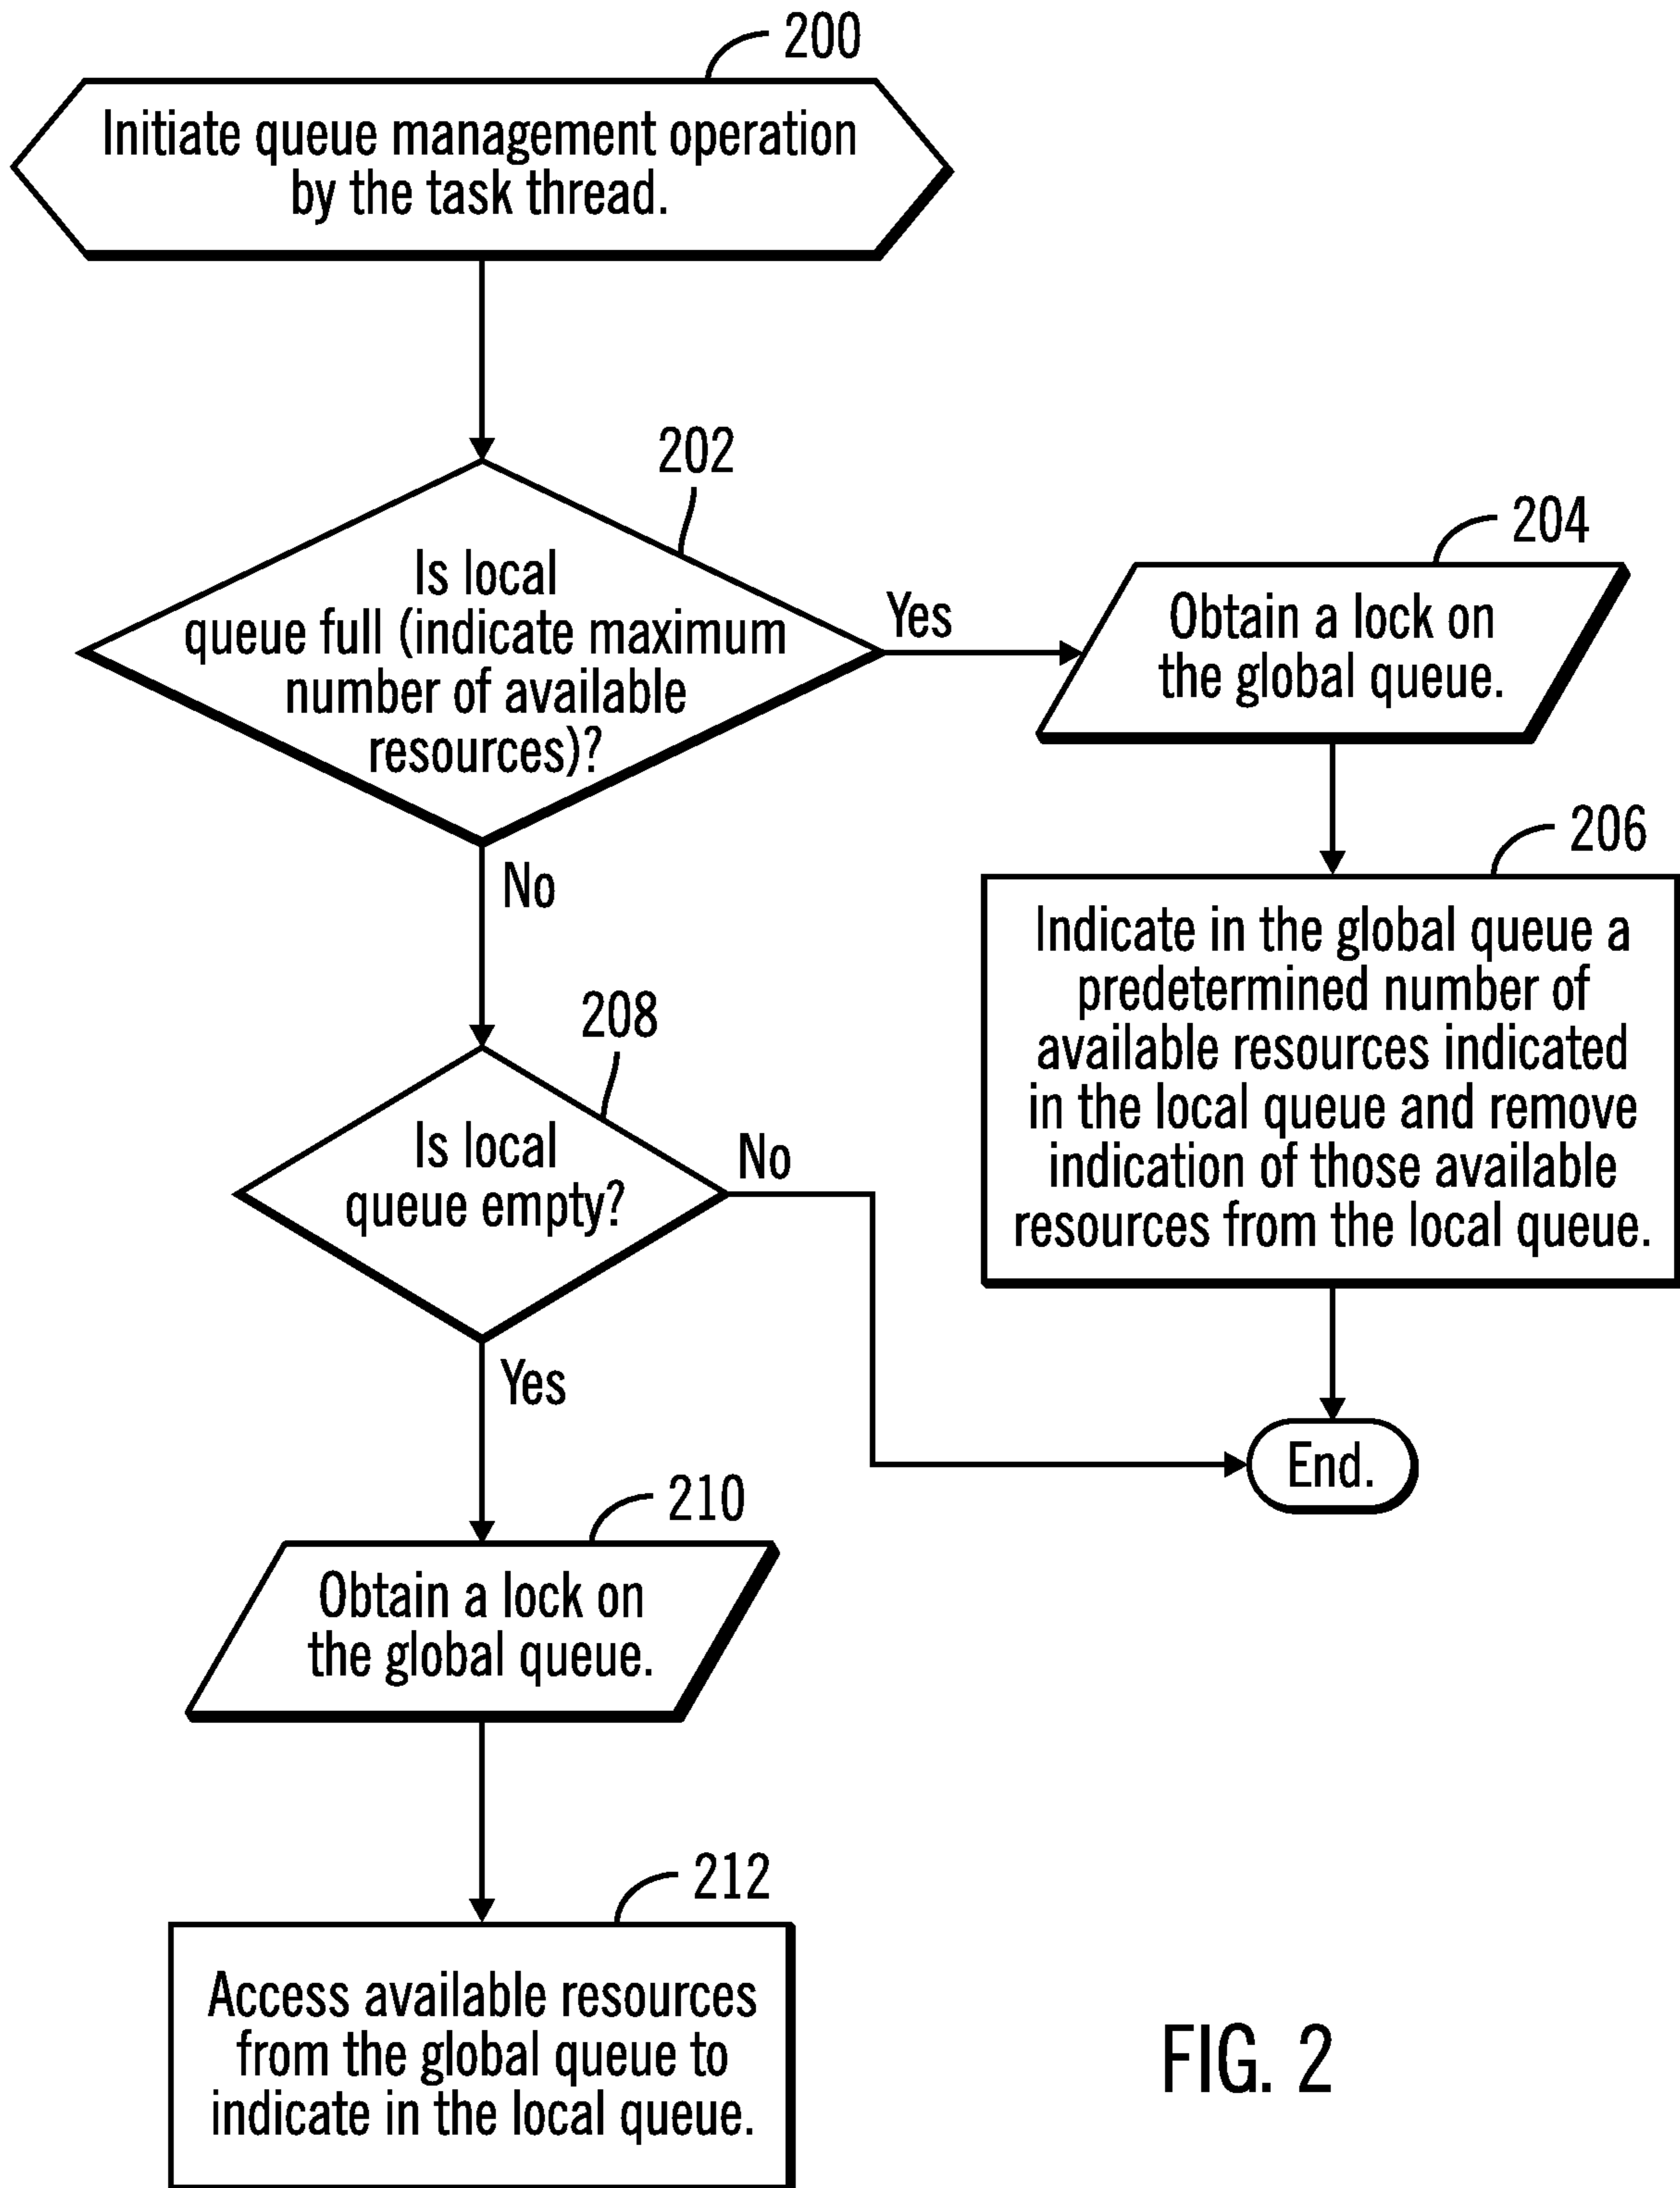 200
Initiate queue management operation
by the task thread.
202
Is local
queue full (indicate maximum
number of available
resources)?
Yes
No
204
Obtain a lock on
the global queue.
206
Indicate in the global queue a
predetermined number of
available resources indicated
in the local queue and remove
indication of those available
resources from the local queue.
208
Is local
queue empty?
No
Yes
End.
210
Obtain a lock on
the global queue.
212
Access available resources
from the global queue to
indicate in the local queue.
FIG. 2